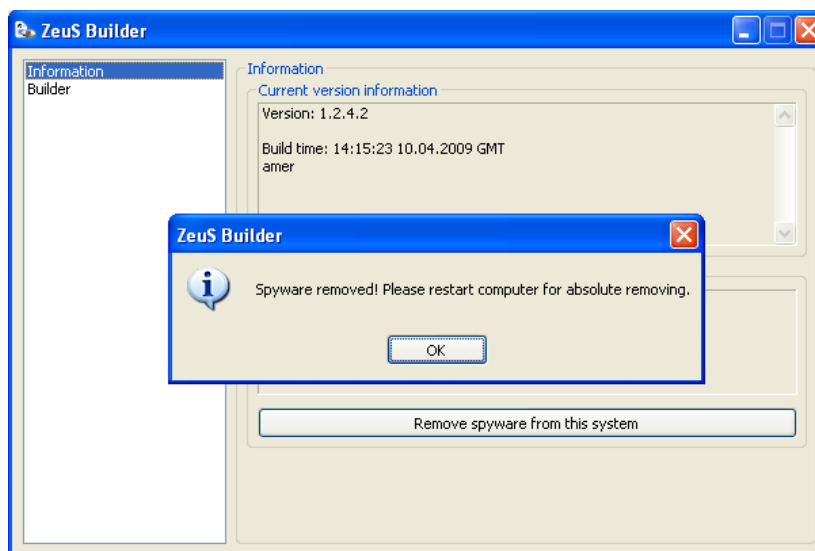 ZeuS Builder
Information
Builder
Information
Current version information
Version: 1.2.4.2
Build time: 14:15:23 10.04.2009 GMT
amer
ZeuS Builder
Spyware removed! Please restart computer for absolute removing.
OK
Remove spyware from this system